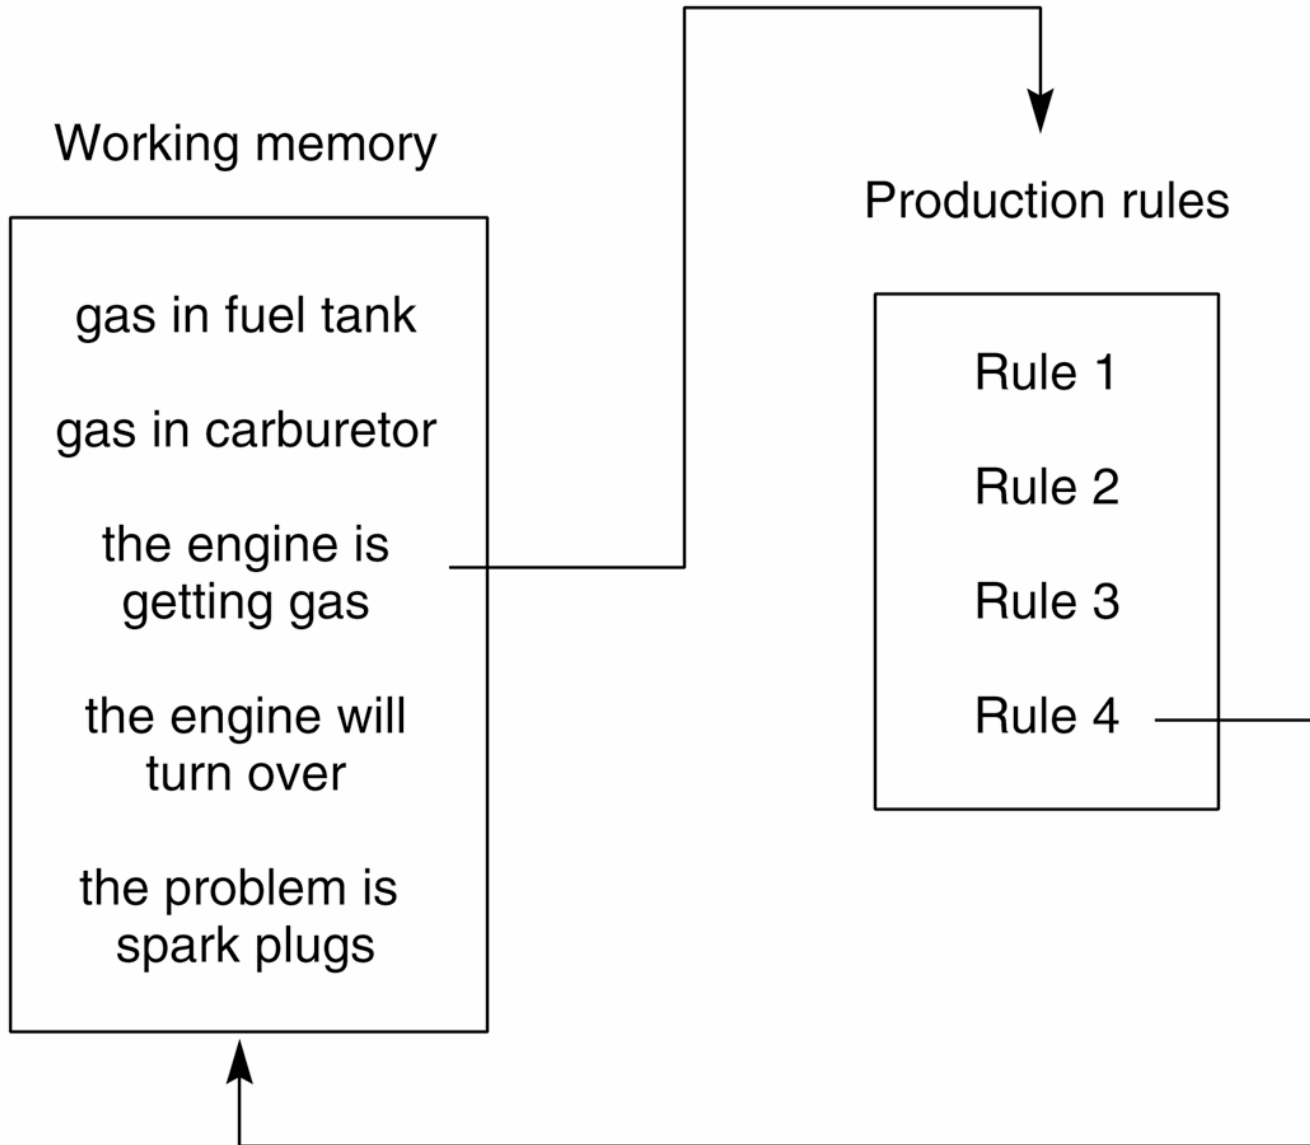 Working memory
gas in fuel tank
gas in carburetor
the engine is
getting gas
the engine will
turn over
the problem is
spark plugs
Production rules
Rule 1
Rule 2
Rule 3
Rule 4